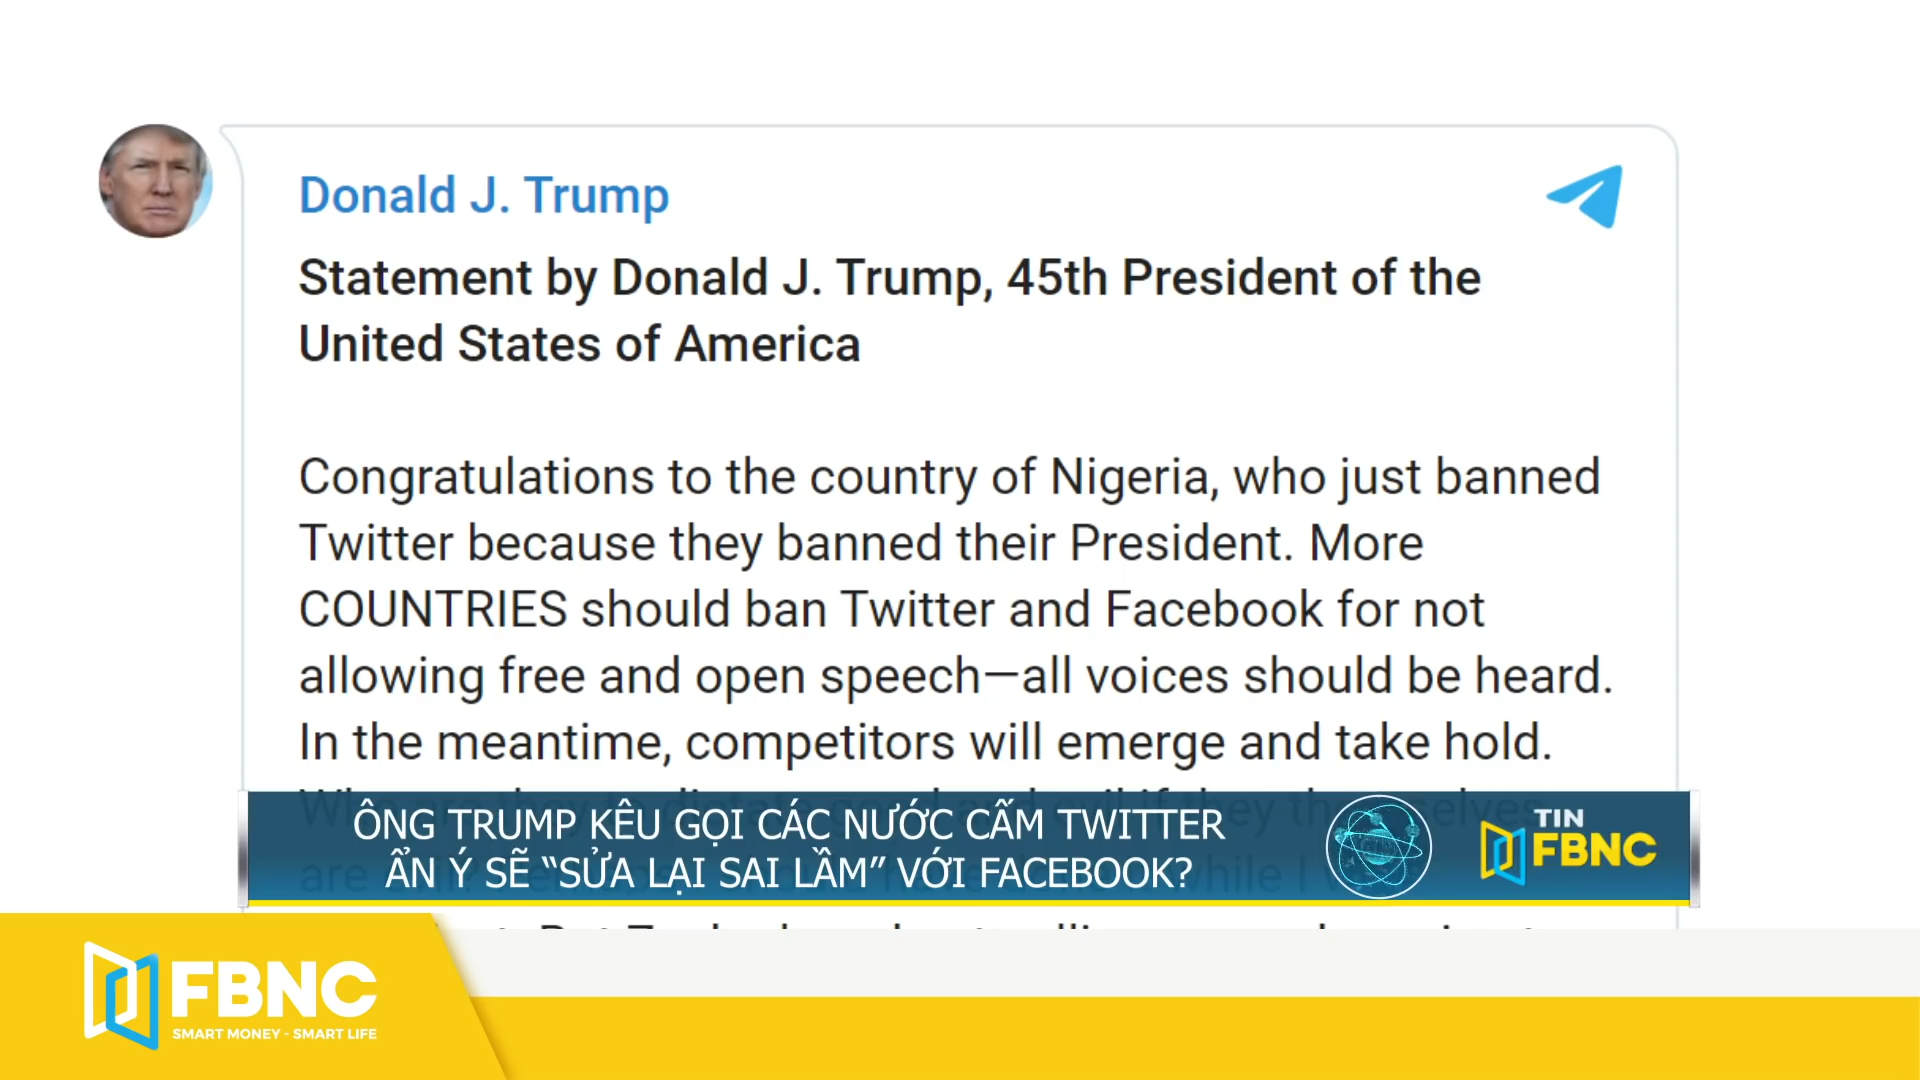 Donald J. Trump
Statement by Donald J. Trump, 45th President of the
United States of America
Congratulations to the country of Nigeria, who just banned
Twitter because they banned their President. More
COUNTRIES should ban Twitter and Facebook for not
allowing free and open speech—all voices should be heard.
In the meantime, competitors will emerge and take hold.
ÔNG TRUMP KÊU GỌI CÁC NƯỚC CẤM TWITTER
ẨN Ý SẼ “SỬA LẠI SAI LẦM” VỚI FACEBOOK?
TIN
FBNC
FBNC
SMART MONEY - SMART LIFE